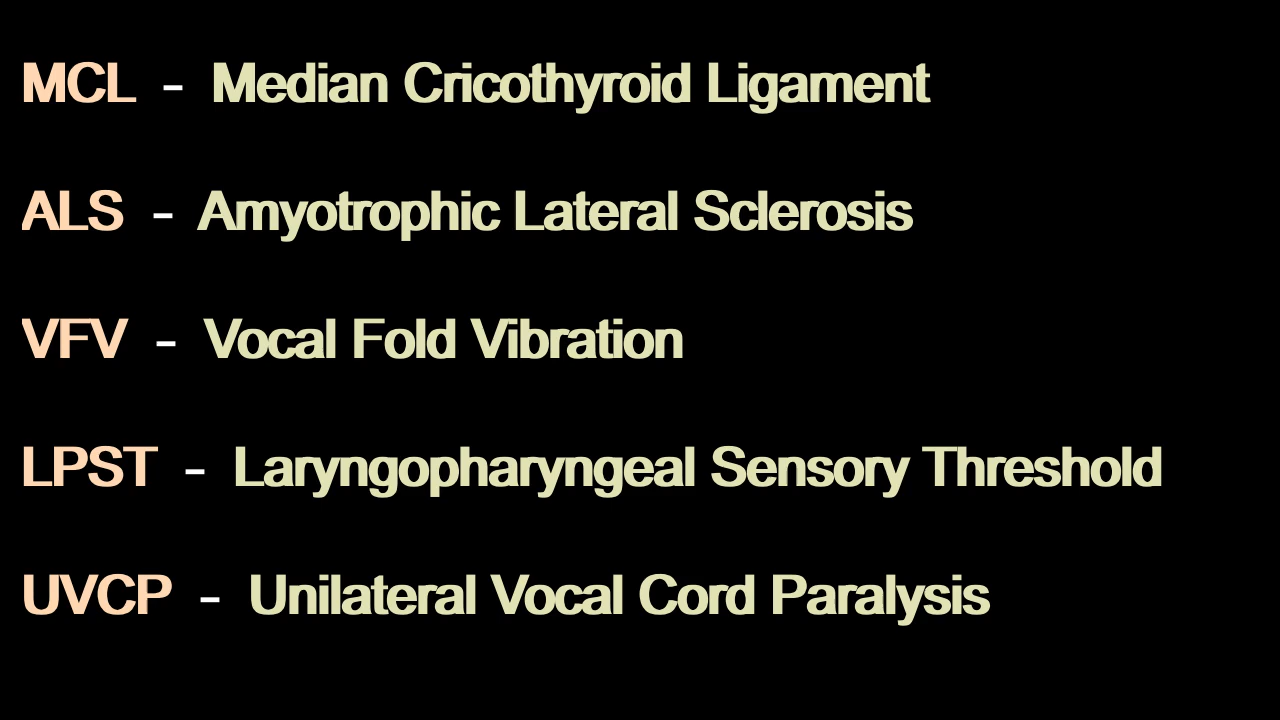 MCL - Median Cricothyroid Ligament
ALS - Amyotrophic Lateral Sclerosis
VFV - Vocal Fold Vibration
LPST - Laryngopharyngeal Sensory Threshold
UVCP - Unilateral Vocal Cord Paralysis